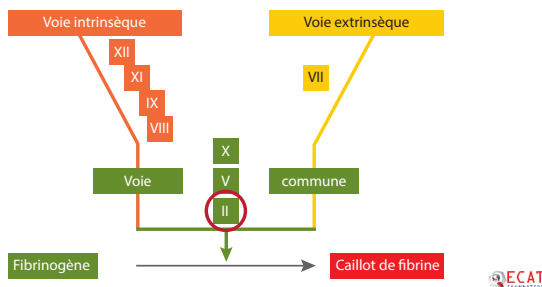 Voie intrinsèque
Voie extrinsèque
XII
XI
VII
IX
VIII
X
Voie
V
commune
II
Fibrinogène
Caillot de fibrine
ECAT